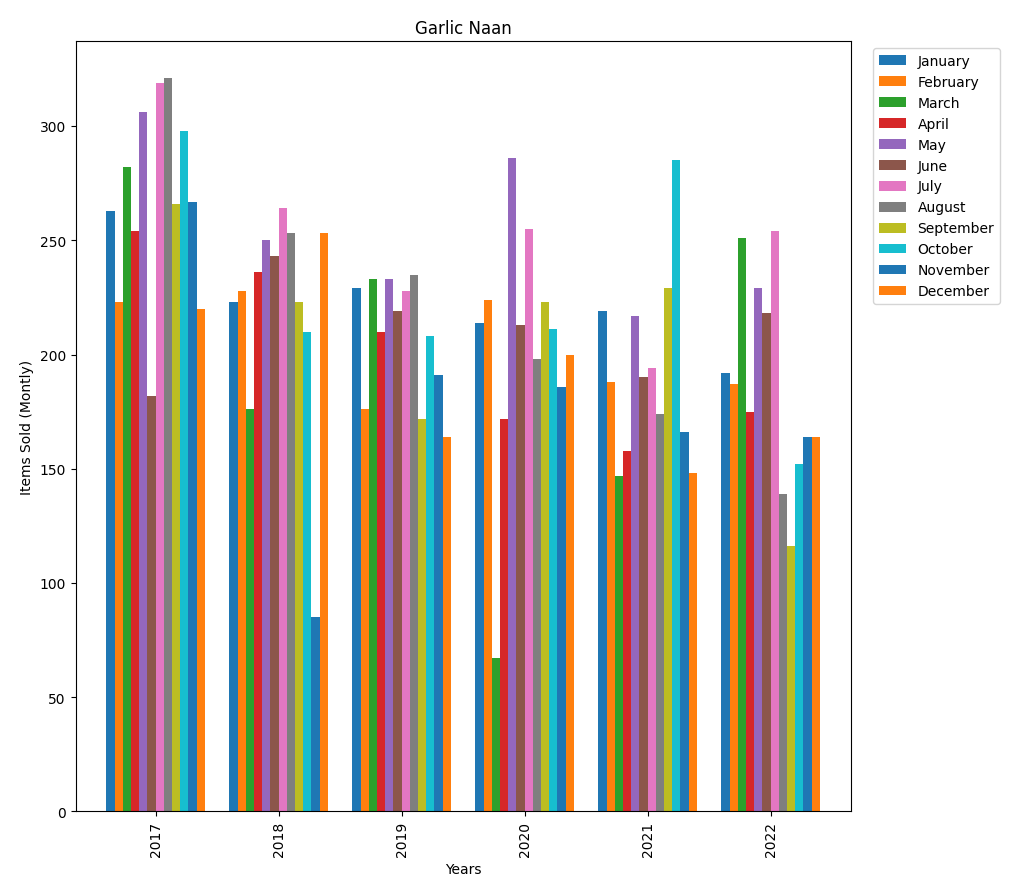 Garlic Naan
January
February
March
April
May
June
July
August
September
October
November
December
Items Sold (Montly)
300
250
200
150
100
50
0
2017
2018
2019
2020
2021
2022
Years